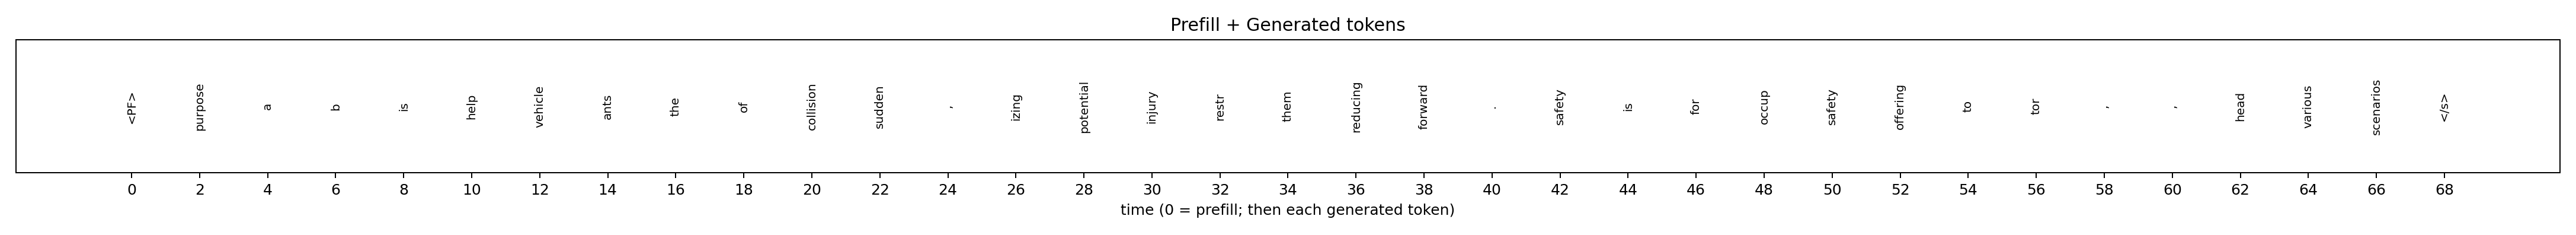 Prefill + Generated tokens
<PF> purpose a b is help vehicle ants the of collision sudden , izing potential injury restr them reducing forward . safety is for occup safety offering to tor , , head various scenarios </s>
0 2 4 6 8 10 12 14 16 18 20 22 24 26 28 30 32 34 36 38 40 42 44 46 48 50 52 54 56 58 60 62 64 66 68
time (0 = prefill; then each generated token)